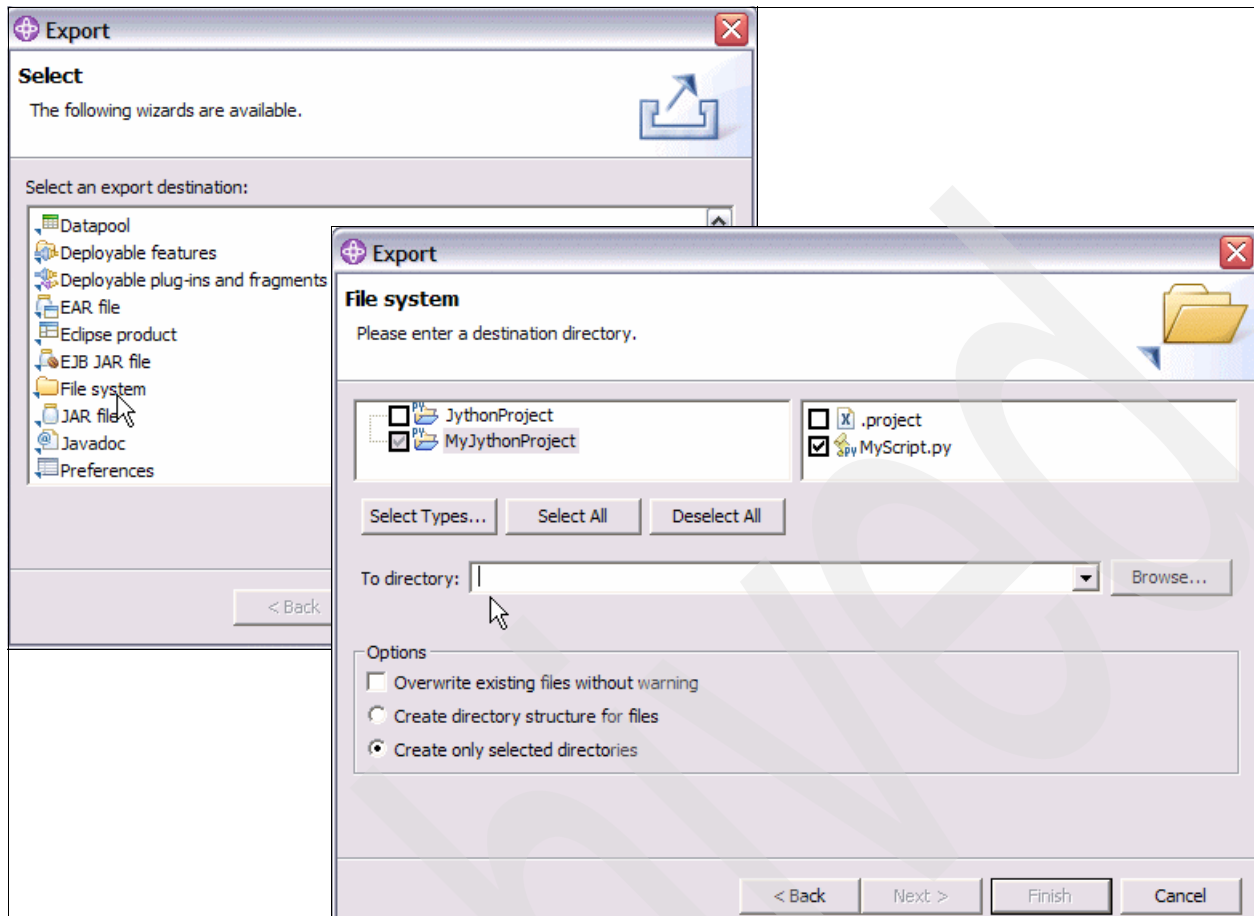 Export
Select
The following wizards are available.
Select an export destination:
Datapool
Deployable features
Deployable plug-ins and fragments
EAR file
Eclipse product
EJB JAR file
File system
JAR file
Javadoc
Preferences
< Back
Export
File system
Please enter a destination directory.
JythonProject
MyJythonProject
.project
MyScript.py
Select Types...
Select All
Deselect All
To directory:
Browse...
Options
Overwrite existing files without warning
Create directory structure for files
Create only selected directories
< Back
Next >
Finish
Cancel